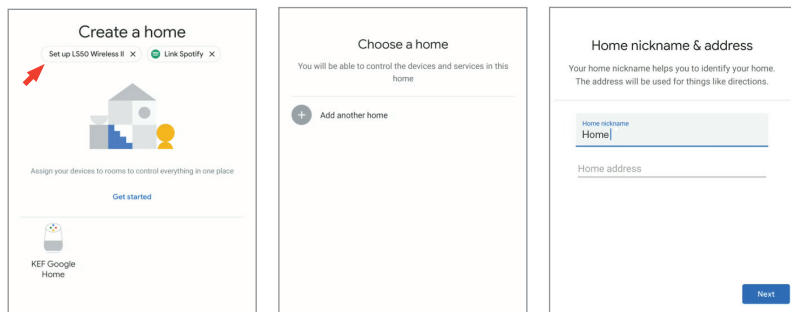 Create a home
Set up LS50 Wireless II X
Link Spotify X
Assign your devices to rooms to control everything in one place
Get started
KEF Google
Home
Choose a home
You will be able to control the devices and services in this
home
Add another home
Home nickname & address
Your home nickname helps you to identify your home.
The address will be used for things like directions.
Home nickname
Home
Home address
Next